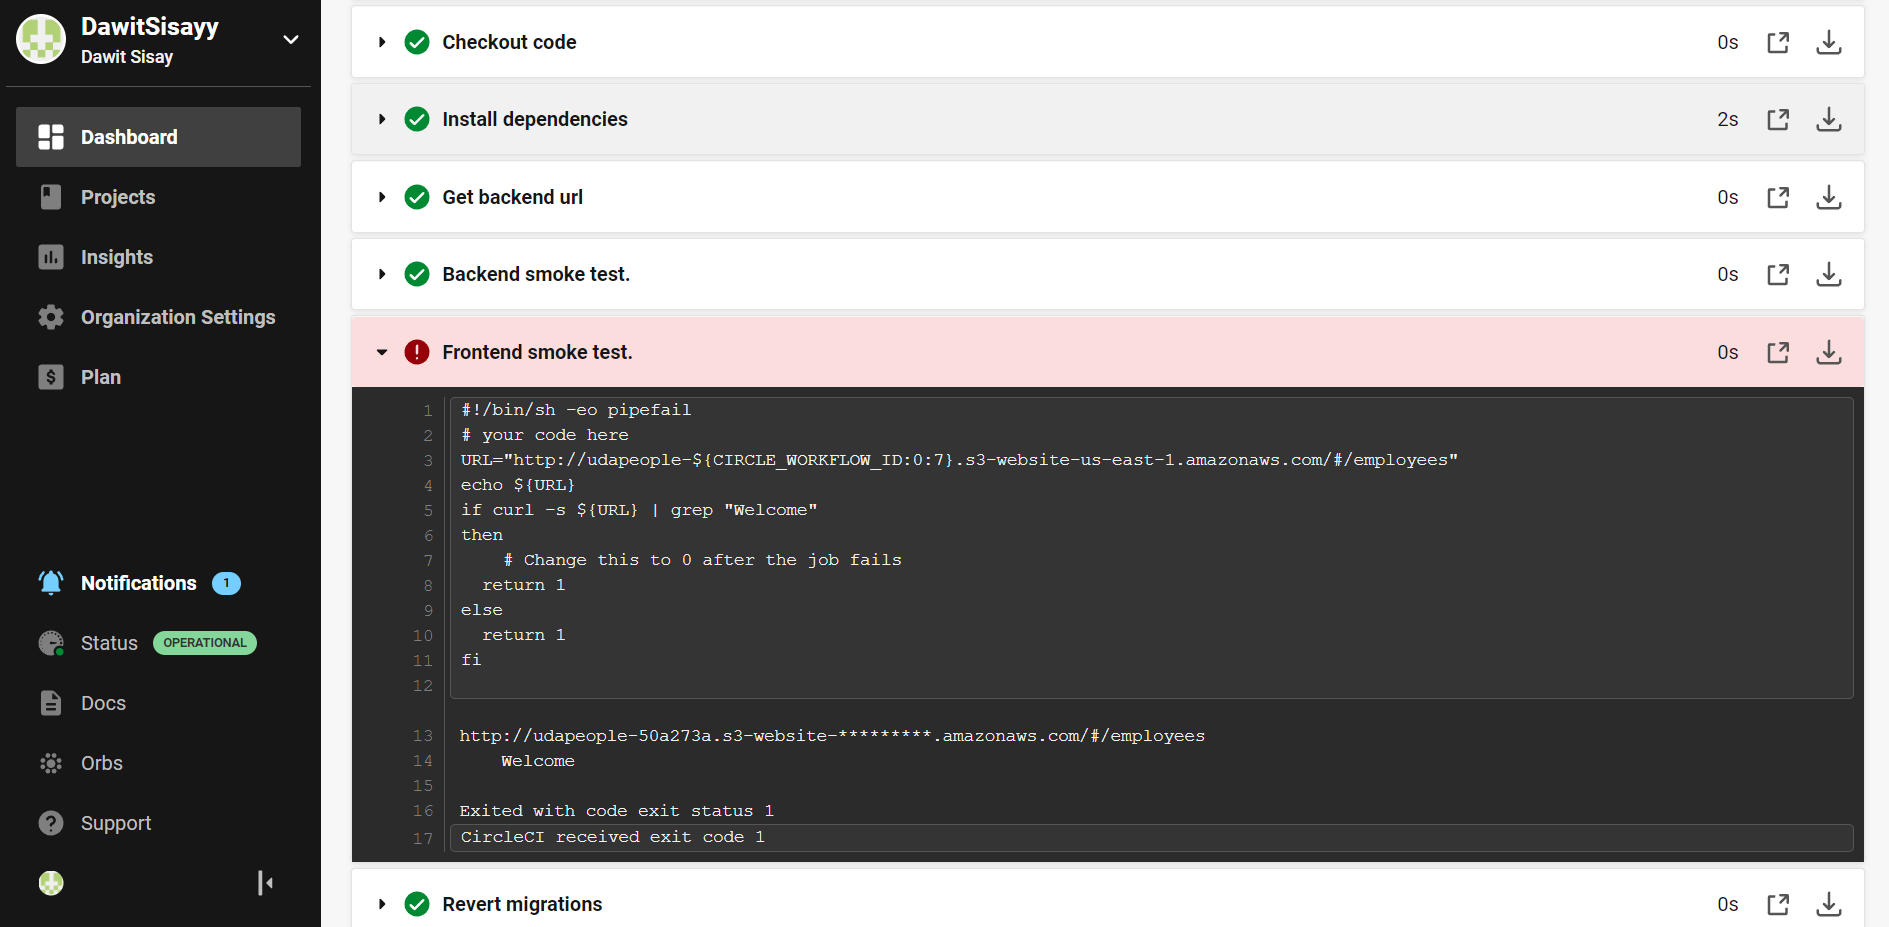 DawitSisayy
Dawit Sisay
Dashboard
Projects
Insights
Organization Settings
Plan
Notifications 1
Status OPERATIONAL
Docs
Orbs
Support
Checkout code 0s
Install dependencies 2s
Get backend url 0s
Backend smoke test. 0s
Frontend smoke test. 0s
1 #!/bin/sh -eo pipefail
2 # your code here
3 URL="http://udapeople-${CIRCLE_WORKFLOW_ID:0:7}.s3-website-us-east-1.amazonaws.com/#/employees"
4 echo ${URL}
5 if curl -s ${URL} | grep "Welcome"
6 then
7     # Change this to 0 after the job fails
8   return 1
9 else
10   return 1
11 fi
12
13 http://udapeople-50a273a.s3-website-*********.amazonaws.com/#/employees
14     Welcome
15
16 Exited with code exit status 1
17 CircleCI received exit code 1
Revert migrations 0s